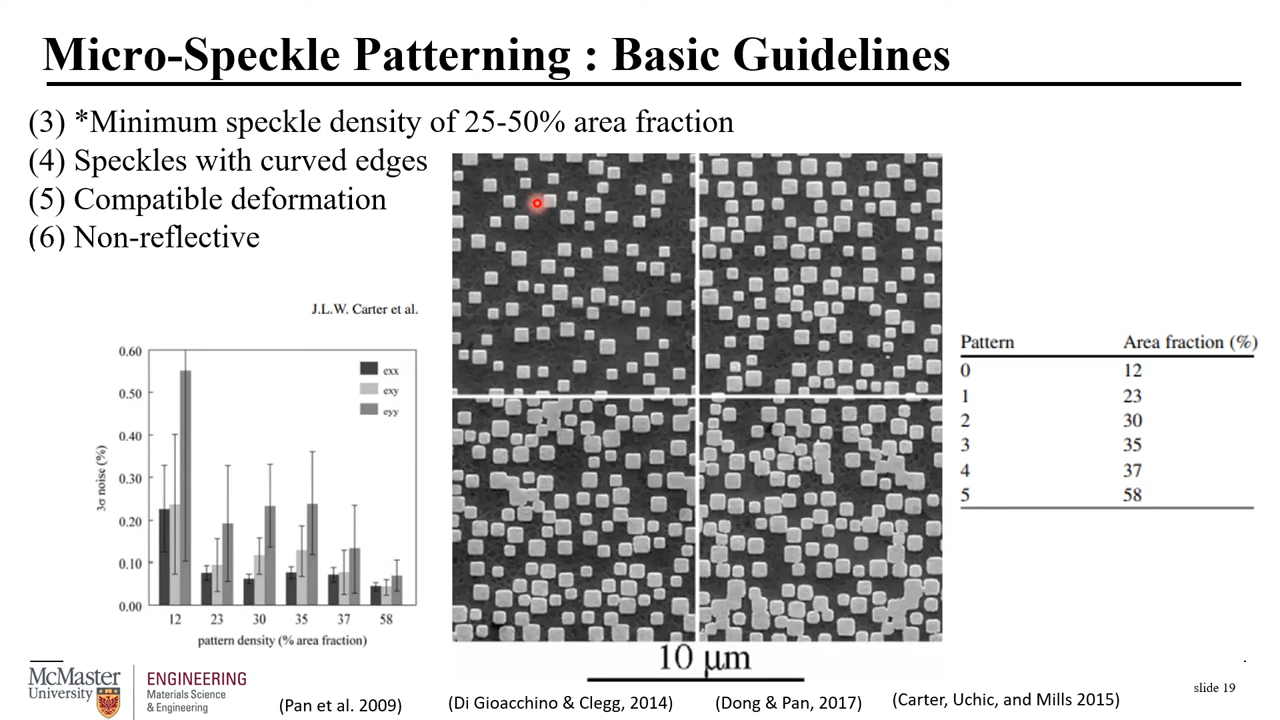 Micro-Speckle Patterning : Basic Guidelines
(3) *Minimum speckle density of 25-50% area fraction
(4) Speckles with curved edges
(5) Compatible deformation
(6) Non-reflective
J.L.W. Carter et al.
0.60
0.50
0.40
0.30
0.20
0.10
0.00
3σ noise (%)
exx
exy
eyy
12 23 30 35 37 58
pattern density (% area fraction)
10 μm
Pattern Area fraction (%)
0 12
1 23
2 30
3 35
4 37
5 58
McMaster
University
ENGINEERING
Materials Science
& Engineering
(Pan et al. 2009)
(Di Gioacchino & Clegg, 2014)
(Dong & Pan, 2017)
(Carter, Uchic, and Mills 2015)
slide 19